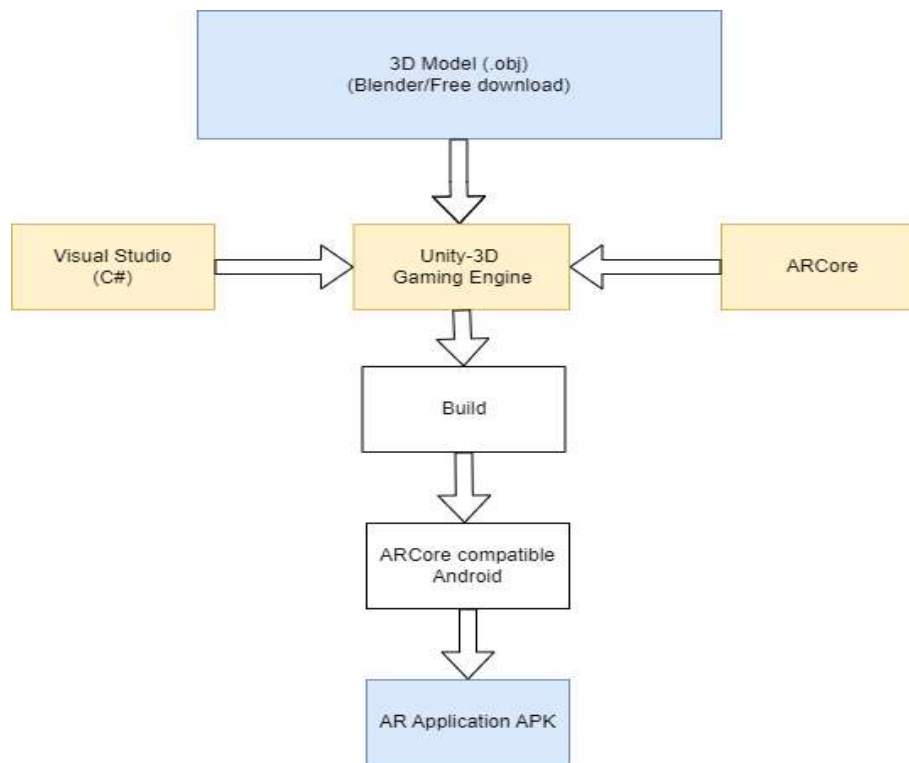 3D Model (.obj)
(Blender/Free download)
Visual Studio
(C#)
Unity-3D
Gaming Engine
ARCore
Build
ARCore compatible
Android
AR Application APK